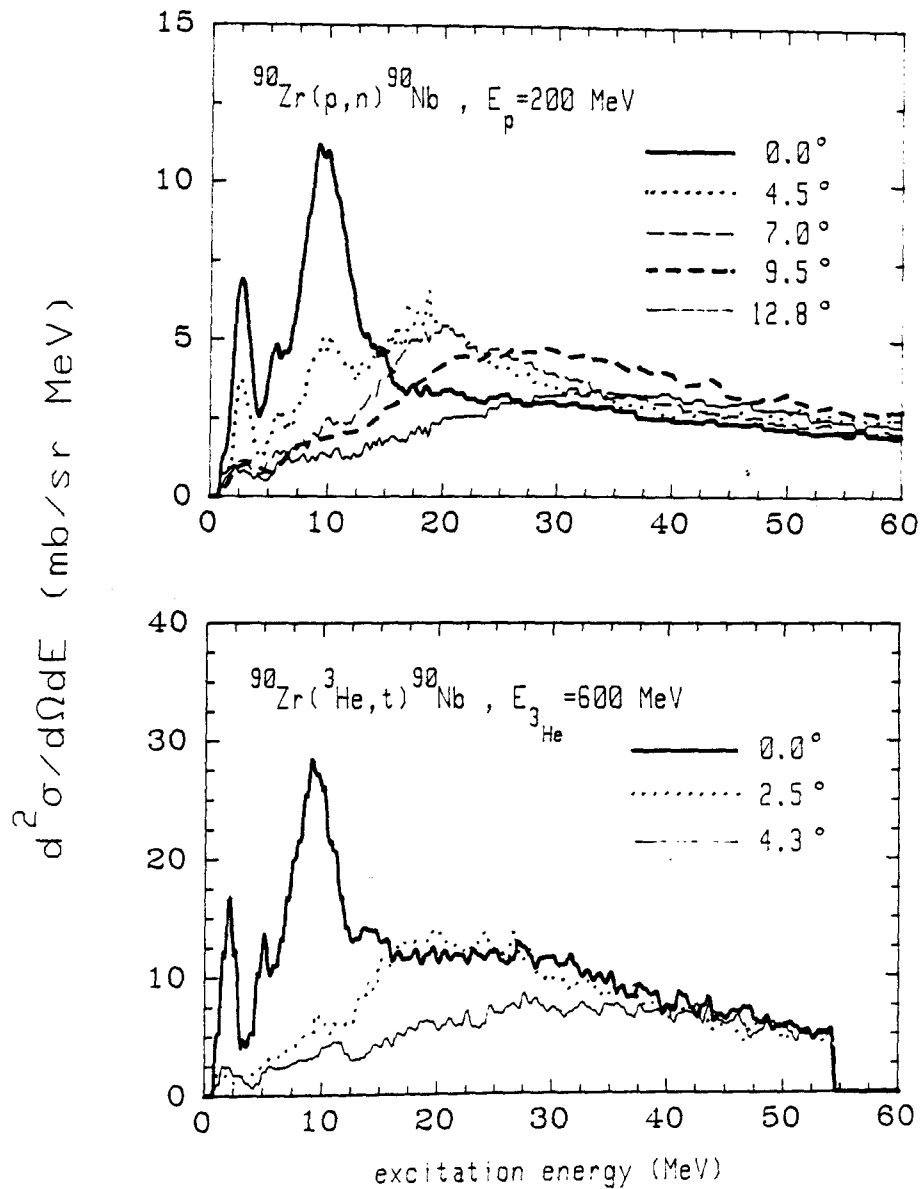 d²σ/dΩdE (mb/sr MeV)
15
10
5
0
⁹⁰Zr(p,n)⁹⁰Nb , E_p=200 MeV
0.0°
4.5°
7.0°
9.5°
12.8°
0 10 20 30 40 50 60
40
30
20
10
0
⁹⁰Zr(³He,t)⁹⁰Nb , E_³He=600 MeV
0.0°
2.5°
4.3°
0 10 20 30 40 50 60
excitation energy (MeV)